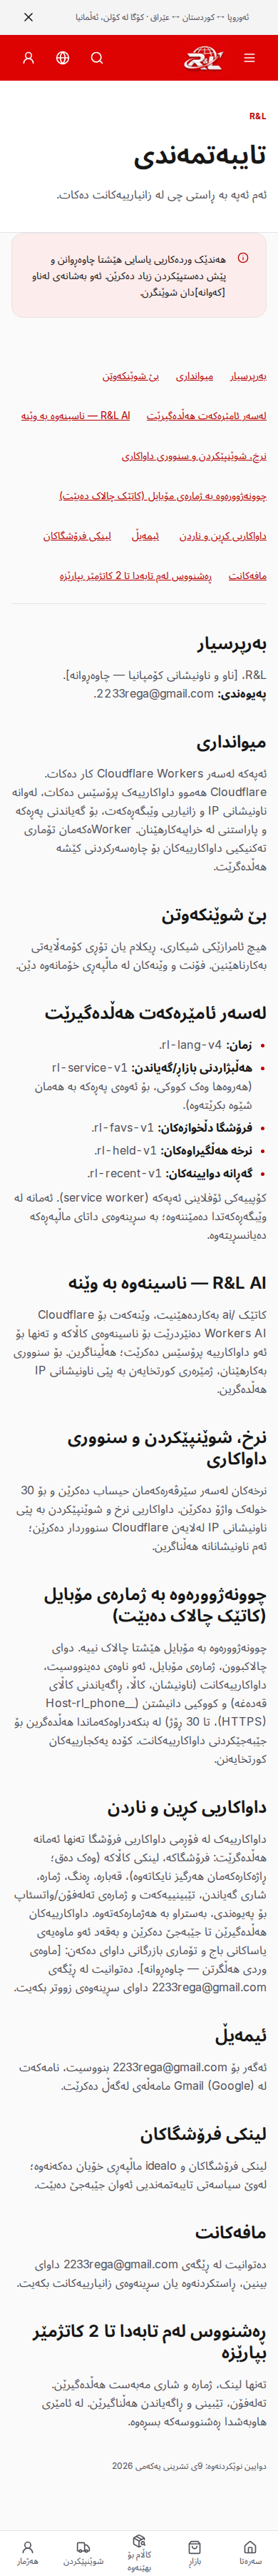 ئەوروپا ↔ کوردستان ↔ عێراق · کۆگا لە کۆلن، ئەڵمانیا
R&L
R&L
تایبەتمەندی
ئەم ئەپە بە ڕاستی چی لە زانیارییەکانت دەکات.
هەندێک وردەکاریی یاسایی هێشتا چاوەڕوانن و
پێش دەستپێکردن زیاد دەکرێن. ئەو بەشانەی لەناو
[کەوانە]دان شوێنگرن.
بەرپرسیار میوانداری بێ شوێنکەوتن
لەسەر ئامێرەکەت هەڵدەگیرێت R&L AI — ناسینەوە بە وێنە
نرخ، شوێنپێکردن و سنووری داواکاری
چوونەژوورەوە بە ژمارەی مۆبایل (کاتێک چالاک دەبێت)
داواکاریی کڕین و ناردن ئیمەیڵ لینکی فرۆشگاکان
مافەکانت ڕەشنووس لەم تابەدا تا 2 کاتژمێر بپارێزە
بەرپرسیار
R&L، [ناو و ناونیشانی کۆمپانیا — چاوەڕوانە].
پەیوەندی: 2233rega@gmail.com.
میوانداری
ئەپەکە لەسەر Cloudflare Workers کار دەکات.
Cloudflare هەموو داواکارییەک پرۆسێس دەکات، لەوانە
ناونیشانی IP و زانیاریی وێبگەڕەکەت، بۆ گەیاندنی پەڕەکە
و پاراستنی لە خراپەکارهێنان. Workerەکەمان تۆماری
تەکنیکیی داواکارییەکان بۆ چارەسەرکردنی کێشە
هەڵدەگرێت.
بێ شوێنکەوتن
هیچ ئامرازێکی شیکاری، ڕیکلام یان تۆڕی کۆمەڵایەتی
بەکارناهێنین. فۆنت و وێنەکان لە ماڵپەڕی خۆمانەوە دێن.
لەسەر ئامێرەکەت هەڵدەگیرێت
زمان: rl-lang-v4.
هەڵبژاردنی بازاڕ/گەیاندن: rl-service-v1
(هەروەها وەک کووکی، بۆ ئەوەی پەڕەکە بە هەمان
شێوە بکرێتەوە).
فرۆشگا دڵخوازەکان: rl-favs-v1.
نرخە هەڵگیراوەکان: rl-held-v1.
گەڕانە دوایینەکان: rl-recent-v1.
کۆپییەکی ئۆفلاینی ئەپەکە (service worker). ئەمانە لە
وێبگەڕەکەتدا دەمێننەوە؛ بە سڕینەوەی داتای ماڵپەڕەکە
دەیانسڕیتەوە.
R&L AI — ناسینەوە بە وێنە
کاتێک /ai بەکاردەهێنیت، وێنەکەت بۆ Cloudflare
Workers AI دەنێردرێت بۆ ناسینەوەی کاڵاکە و تەنها بۆ
ئەو داواکارییە پرۆسێس دەکرێت؛ هەڵیناگرین. بۆ سنووری
بەکارهێنان، ژمێرەری کورتخایەن بە پێی ناونیشانی IP
هەڵدەگرین.
نرخ، شوێنپێکردن و سنووری
داواکاری
نرخەکان لەسەر سێرڤەرەکەمان حیساب دەکرێن و بۆ 30
خولەک واژۆ دەکرێن. داواکاریی نرخ و شوێنپێکردن بە پێی
ناونیشانی IP لەلایەن Cloudflare سنووردار دەکرێن؛
ئەم ناونیشانانە هەڵناگرین.
چوونەژوورەوە بە ژمارەی مۆبایل
(کاتێک چالاک دەبێت)
چوونەژوورەوە بە مۆبایل هێشتا چالاک نییە. دوای
چالاکبوون، ژمارەی مۆبایل، ئەو ناوەی دەینووسیت،
داواکارییەکانت (ناونیشان، کاڵا، ڕاگەیاندنی کاڵای
قەدەغە) و کووکیی دانیشتن (__Host-rl_phone
(HTTPS)، تا 30 ڕۆژ) لە بنکەدراوەکەماندا هەڵدەگرین بۆ
جێبەجێکردنی داواکارییەکانت. کۆدە یەکجارییەکان
کورتخایەنن.
داواکاریی کڕین و ناردن
داواکارییەک لە فۆڕمی داواکاریی فرۆشگا تەنها ئەمانە
هەڵدەگرێت: فرۆشگاکە، لینکی کاڵاکە (وەک دەق؛
ڕاژەکارەکەمان هەرگیز نایکاتەوە)، قەبارە، ڕەنگ، ژمارە،
شاری گەیاندن، تێبینییەکەت و ژمارەی تەلەفۆن/واتساپ
بۆ پەیوەندی، بەستراو بە هەژمارەکەتەوە. داواکارییەکان
هەڵدەگیرێن تا جێبەجێ دەکرێن و بەقەد ئەو ماوەیەی
یاساکانی باج و تۆماری بازرگانی داوای دەکەن: [ماوەی
وردی هەڵگرتن — چاوەڕوانە]. دەتوانیت لە ڕێگەی
2233rega@gmail.com داوای سڕینەوەی زووتر بکەیت.
ئیمەیڵ
ئەگەر بۆ 2233rega@gmail.com بنووسیت، نامەکەت
لە Gmail (Google) مامەڵەی لەگەڵ دەکرێت.
لینکی فرۆشگاکان
لینکی فرۆشگاکان و idealo ماڵپەڕی خۆیان دەکەنەوە؛
لەوێ سیاسەتی تایبەتمەندیی ئەوان جێبەجێ دەبێت.
مافەکانت
دەتوانیت لە ڕێگەی 2233rega@gmail.com داوای
بینین، ڕاستکردنەوە یان سڕینەوەی زانیارییەکانت بکەیت.
ڕەشنووس لەم تابەدا تا 2 کاتژمێر
بپارێزە
تەنها لینک، ژمارە و شاری مەبەست هەڵدەگیرێن.
تەلەفۆن، تێبینی و ڕاگەیاندن هەڵناگیرێن. لە ئامێری
هاوبەشدا ڕەشنووسەکە بسڕەوە.
دوایین نوێکردنەوە: 9ی تشرینی یەکەمی 2026
سەرەتا بازاڕ کاڵام بۆ بهێنەوە شوێنپێکردن هەژمار